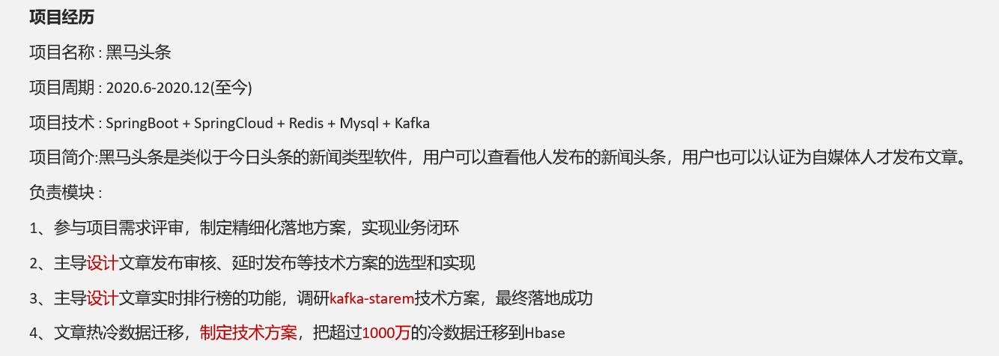 项目经历
项目名称 : 黑马头条
项目周期 : 2020.6-2020.12(至今)
项目技术 : SpringBoot + SpringCloud + Redis + Mysql + Kafka
项目简介:黑马头条是类似于今日头条的新闻类型软件，用户可以查看他人发布的新闻头条，用户也可以认证为自媒体人才发布文章。
负责模块 :
1、参与项目需求评审，制定精细化落地方案，实现业务闭环
2、主导设计文章发布审核、延时发布等技术方案的选型和实现
3、主导设计文章实时排行榜的功能，调研kafka-starem技术方案，最终落地成功
4、文章热冷数据迁移，制定技术方案，把超过1000万的冷数据迁移到Hbase